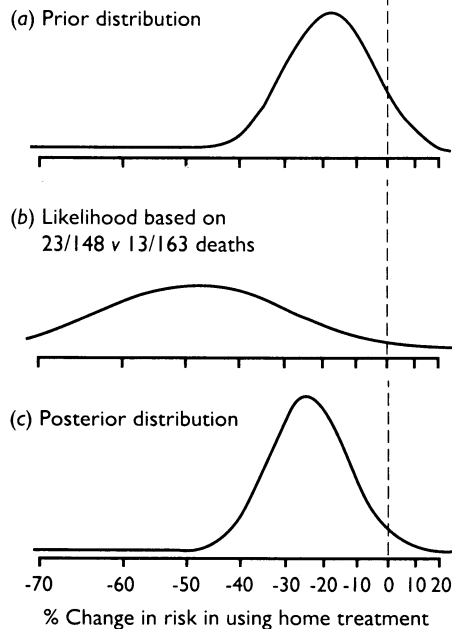 (a) Prior distribution
(b) Likelihood based on
23/148 v 13/163 deaths
(c) Posterior distribution
-70 -60 -50 -40 -30 -20 -10 0 10 20
% Change in risk in using home treatment